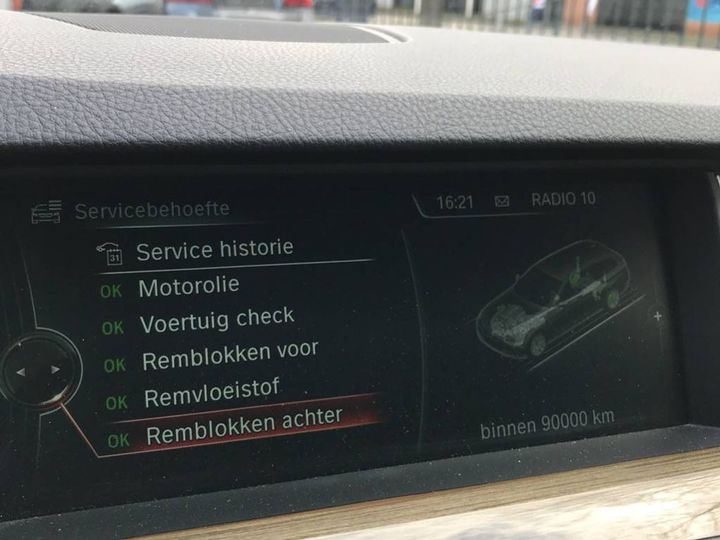 Servicebehoefte
16:21 RADIO 10
31 Service historie
OK Motorolie
OK Voertuig check
OK Remblokken voor
OK Remvloeistof
OK Remblokken achter
+
binnen 90000 km